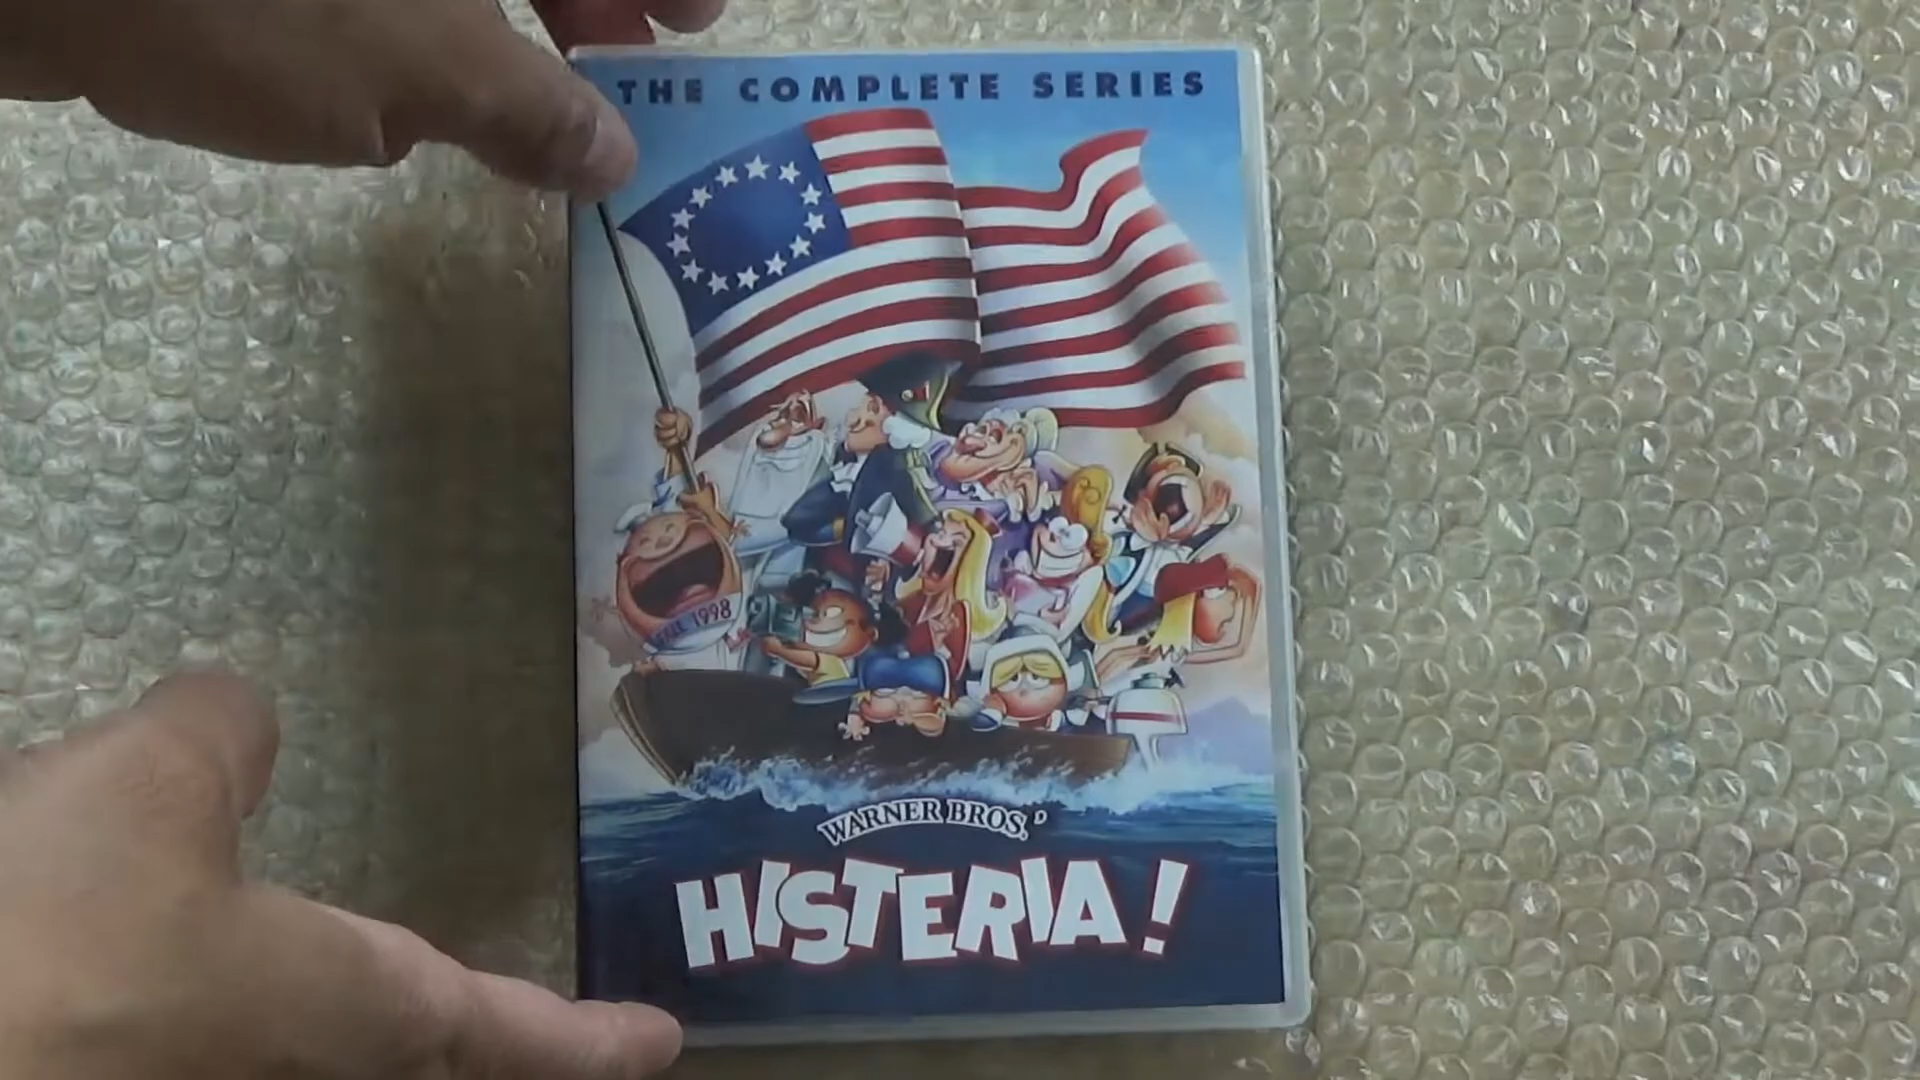 THE COMPLETE SERIES
FALL 1998
WARNER BROS.'
HISTERIA!